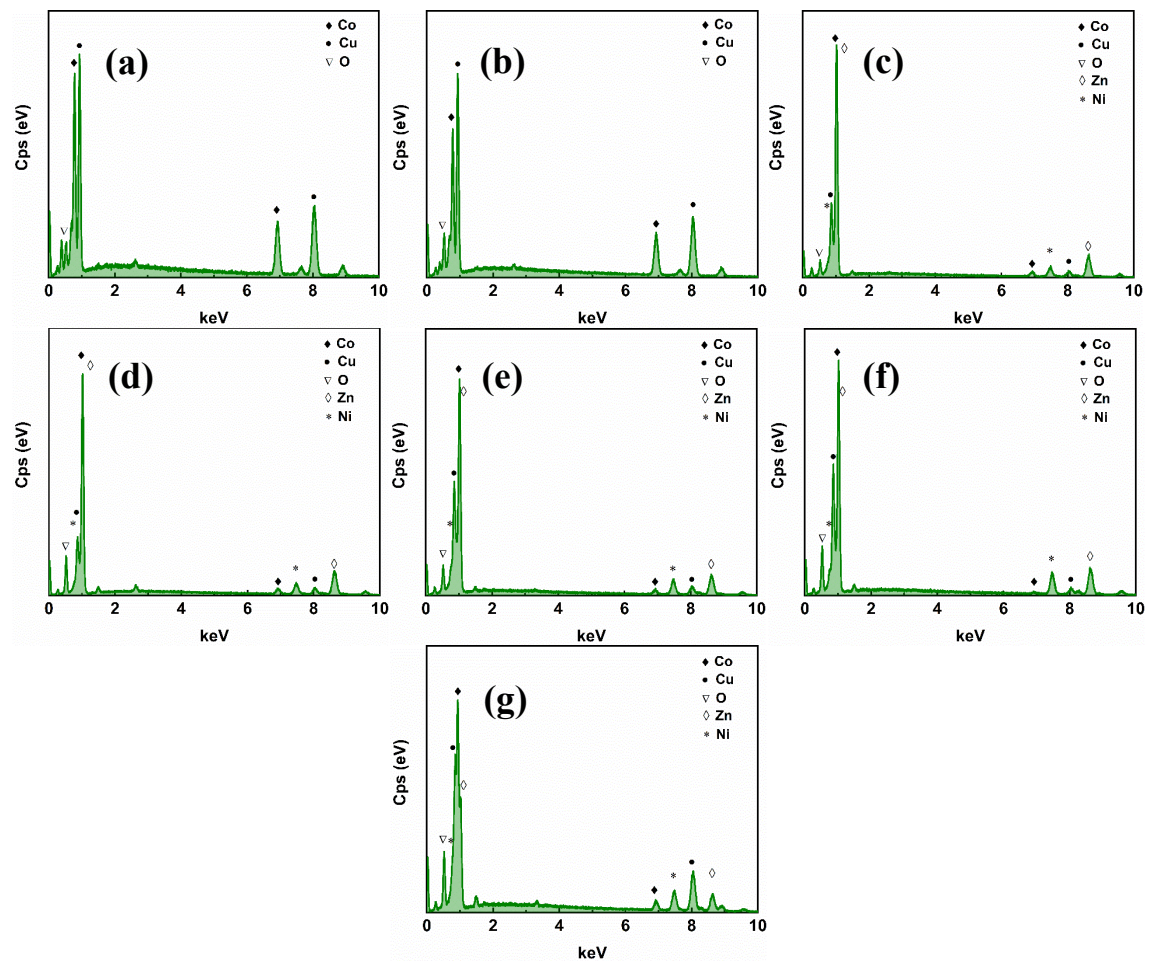 (a)
◆ Co
● Cu
▽ O
Cps (eV)
0 2 4 6 8 10
keV
(b)
◆ Co
● Cu
▽ O
Cps (eV)
0 2 4 6 8 10
keV
(c)
◆ Co
● Cu
▽ O
◇ Zn
* Ni
Cps (eV)
0 2 4 6 8 10
keV
(d)
◆ Co
● Cu
▽ O
◇ Zn
* Ni
Cps (eV)
0 2 4 6 8 10
keV
(e)
◆ Co
● Cu
▽ O
◇ Zn
* Ni
Cps (eV)
0 2 4 6 8 10
keV
(f)
◆ Co
● Cu
▽ O
◇ Zn
* Ni
Cps (eV)
0 2 4 6 8 10
keV
(g)
◆ Co
● Cu
▽ O
◇ Zn
* Ni
Cps (eV)
0 2 4 6 8 10
keV